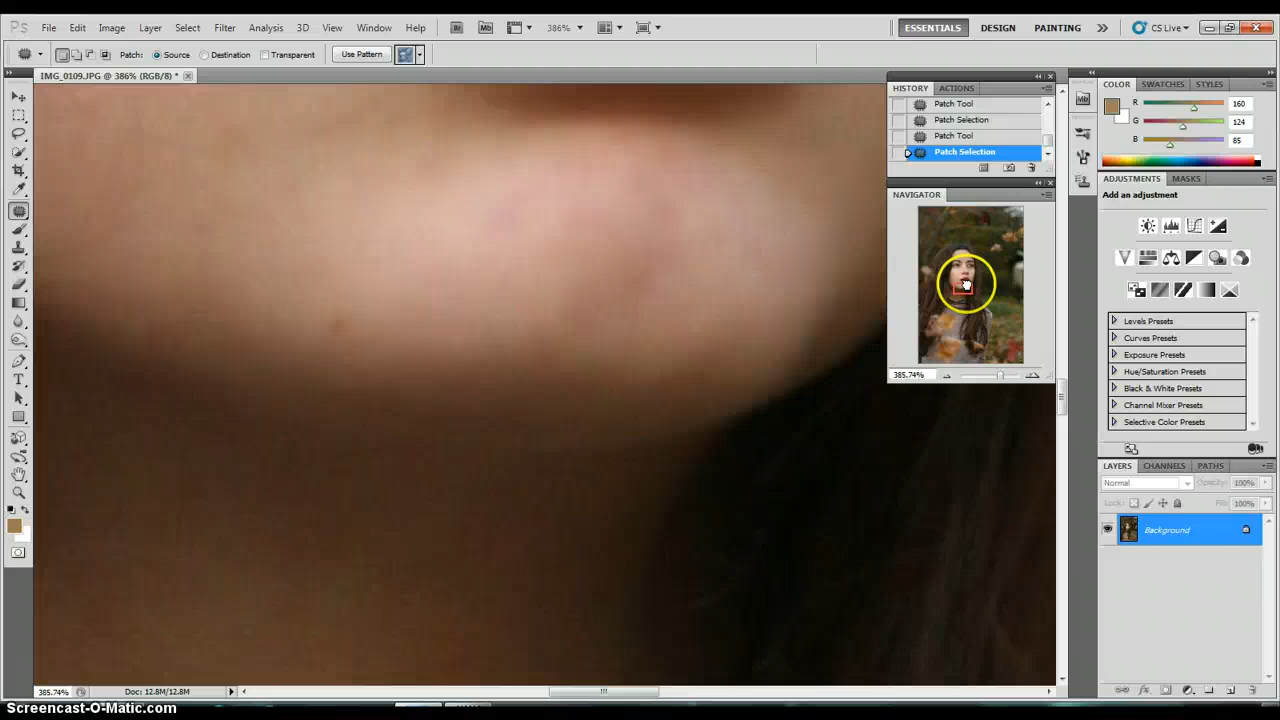 Ps File Edit Image Layer Select Filter Analysis 3D View Window Help Br Mb 386% ESSENTIALS DESIGN PAINTING CS Live
Patch: Source Destination Transparent Use Pattern
IMG_0109.JPG @ 386% (RGB/8) *
HISTORY ACTIONS
Patch Tool
Patch Selection
Patch Tool
Patch Selection
NAVIGATOR
385.74%
Mb
COLOR SWATCHES STYLES
R 160
G 124
B 85
ADJUSTMENTS MASKS
Add an adjustment
Levels Presets
Curves Presets
Exposure Presets
Hue/Saturation Presets
Black & White Presets
Channel Mixer Presets
Selective Color Presets
LAYERS CHANNELS PATHS
Normal Opacity: 100%
Lock: Fill: 100%
Background
385.74% Doc: 12.8M/12.8M
Screencast-O-Matic.com